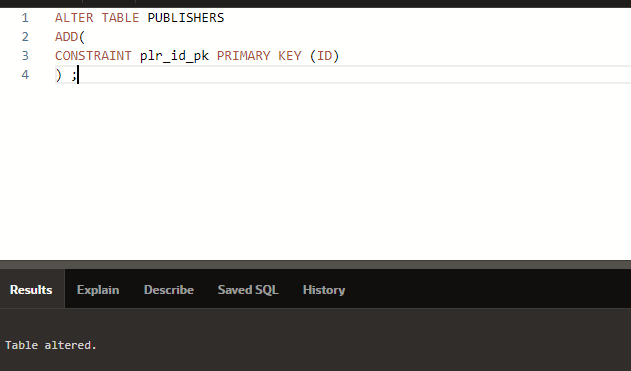 1 ALTER TABLE PUBLISHERS
2 ADD(
3 CONSTRAINT plr_id_pk PRIMARY KEY (ID)
4 ) ;
Results Explain Describe Saved SQL History
Table altered.